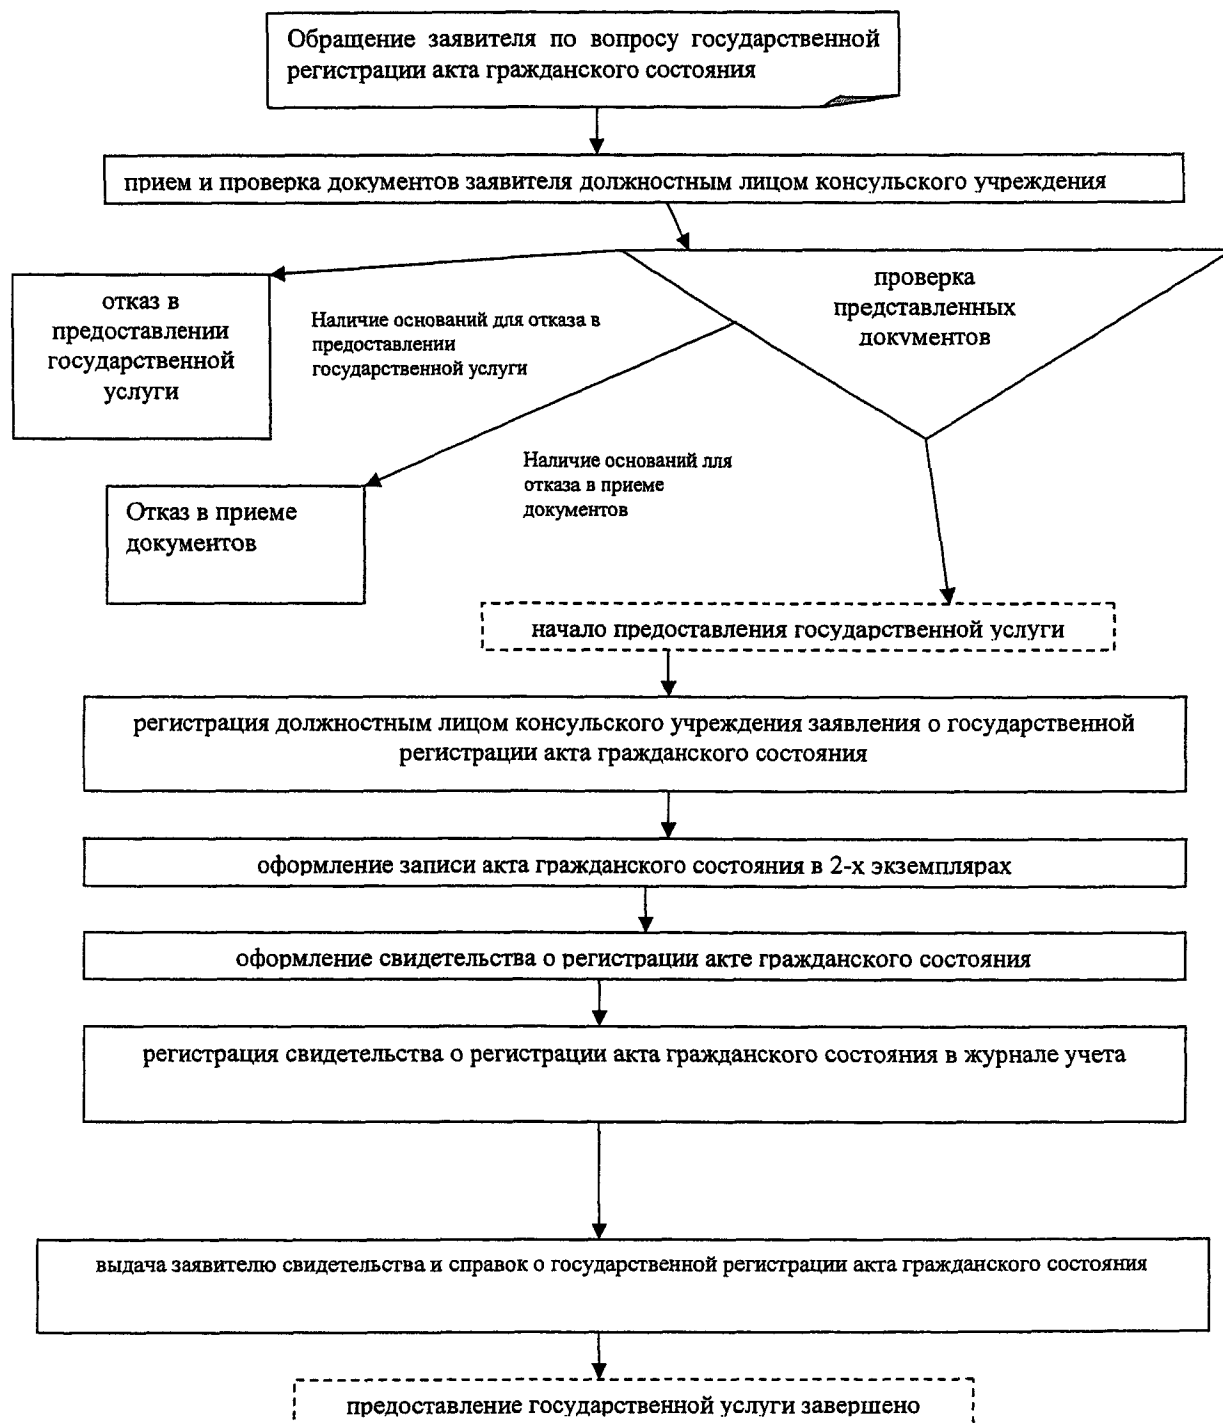 Обращение заявителя по вопросу государственной
регистрации акта гражданского состояния
прием и проверка документов заявителя должностным лицом консульского учреждения
проверка
представленных
документов
отказ в
предоставлении
государственной
услуги
Наличие оснований для отказа в
предоставлении
государственной услуги
Наличие оснований лля
отказа в приеме
документов
Отказ в приеме
документов
начало предоставления государственной услуги
регистрация должностным лицом консульского учреждения заявления о государственной
регистрации акта гражданского состояния
оформление записи акта гражданского состояния в 2-х экземплярах
оформление свидетельства о регистрации акте гражданского состояния
регистрация свидетельства о регистрации акта гражданского состояния в журнале учета
выдача заявителю свидетельства и справок о государственной регистрации акта гражданского состояния
предоставление государственной услуги завершено